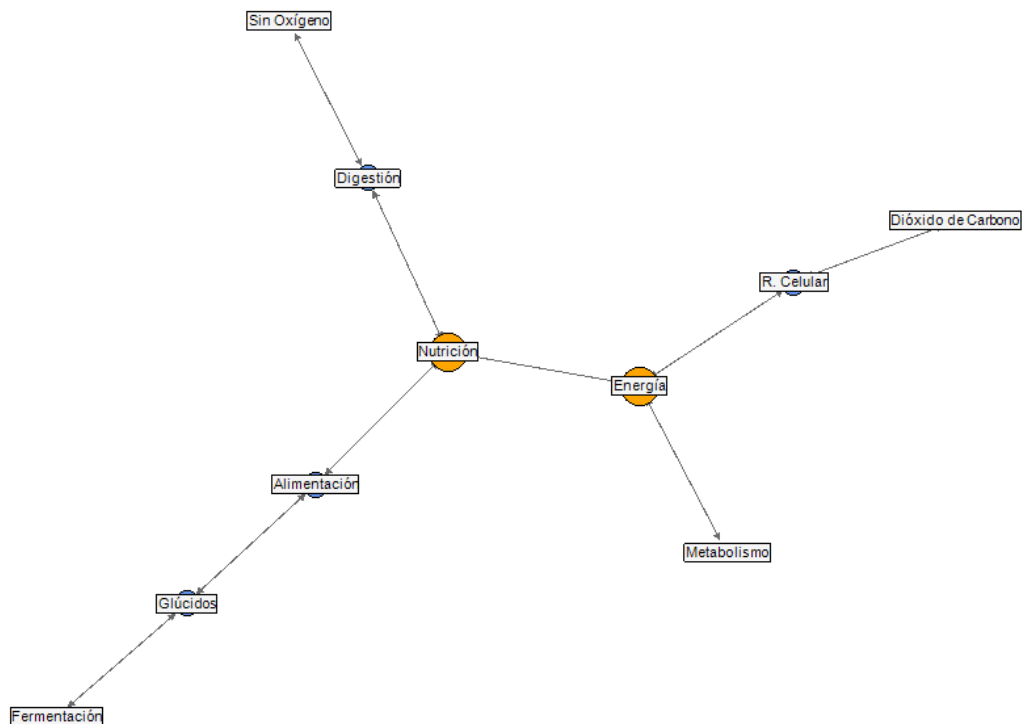 Sin Oxígeno
Digestión
Dióxido de Carbono
R. Celular
Nutrición
Energía
Alimentación
Metabolismo
Glúcidos
Fermentación